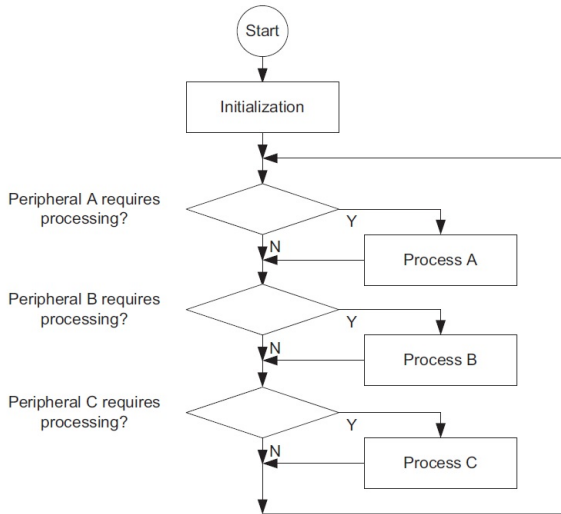 Start
Initialization
Peripheral A requires
processing?
Y
N
Process A
Peripheral B requires
processing?
Y
N
Process B
Peripheral C requires
processing?
Y
N
Process C